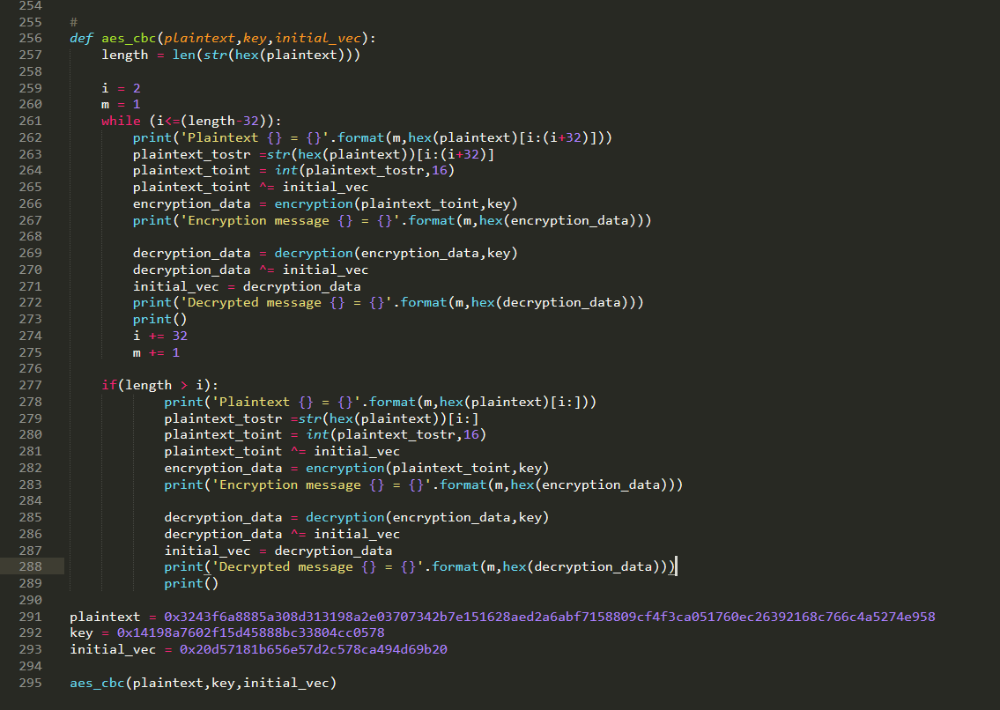 254
255 #
256 def aes_cbc(plaintext,key,initial_vec):
257     length = len(str(hex(plaintext)))
258
259     i = 2
260     m = 1
261     while (i<=(length-32)):
262         print('Plaintext {} = {}'.format(m,hex(plaintext)[i:(i+32)]))
263         plaintext_tostr =str(hex(plaintext))[i:(i+32)]
264         plaintext_toint = int(plaintext_tostr,16)
265         plaintext_toint ^= initial_vec
266         encryption_data = encryption(plaintext_toint,key)
267         print('Encryption message {} = {}'.format(m,hex(encryption_data)))
268
269         decryption_data = decryption(encryption_data,key)
270         decryption_data ^= initial_vec
271         initial_vec = decryption_data
272         print('Decrypted message {} = {}'.format(m,hex(decryption_data)))
273         print()
274         i += 32
275         m += 1
276
277     if(length > i):
278             print('Plaintext {} = {}'.format(m,hex(plaintext)[i:]))
279             plaintext_tostr =str(hex(plaintext))[i:]
280             plaintext_toint = int(plaintext_tostr,16)
281             plaintext_toint ^= initial_vec
282             encryption_data = encryption(plaintext_toint,key)
283             print('Encryption message {} = {}'.format(m,hex(encryption_data)))
284
285             decryption_data = decryption(encryption_data,key)
286             decryption_data ^= initial_vec
287             initial_vec = decryption_data
288             print('Decrypted message {} = {}'.format(m,hex(decryption_data)))
289             print()
290
291 plaintext = 0x3243f6a8885a308d313198a2e03707342b7e151628aed2a6abf7158809cf4f3ca051760ec26392168c766c4a5274e958
292 key = 0x14198a7602f15d45888bc33804cc0578
293 initial_vec = 0x20d57181b656e57d2c578ca494d69b20
294
295 aes_cbc(plaintext,key,initial_vec)